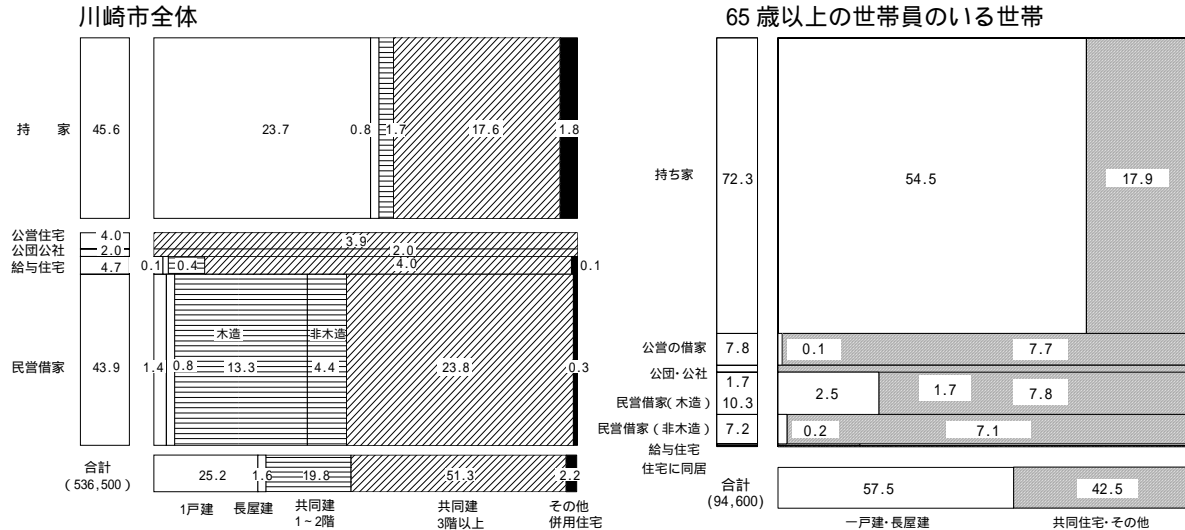 川崎市全体
持　家 45.6 23.7 0.8 1.7 17.6 1.8
公営住宅 4.0 3.9
公団公社 2.0 2.0
給与住宅 4.7 0.1 0.4 4.0 0.1
木造 非木造
民営借家 43.9 1.4 0.8 13.3 4.4 23.8 0.3
合計 25.2 1.6 19.8 51.3 2.2
(536,500)
1戸建 長屋建 共同建 共同建 その他
1~2階 3階以上 併用住宅
65歳以上の世帯員のいる世帯
持ち家 72.3 54.5 17.9
公営の借家 7.8 0.1 7.7
公団・公社 1.7 1.7
民営借家(木造) 10.3 2.5 7.8
民営借家(非木造) 7.2 0.2 7.1
給与住宅
住宅に同居
合計 57.5 42.5
(94,600)
一戸建・長屋建 共同住宅・その他